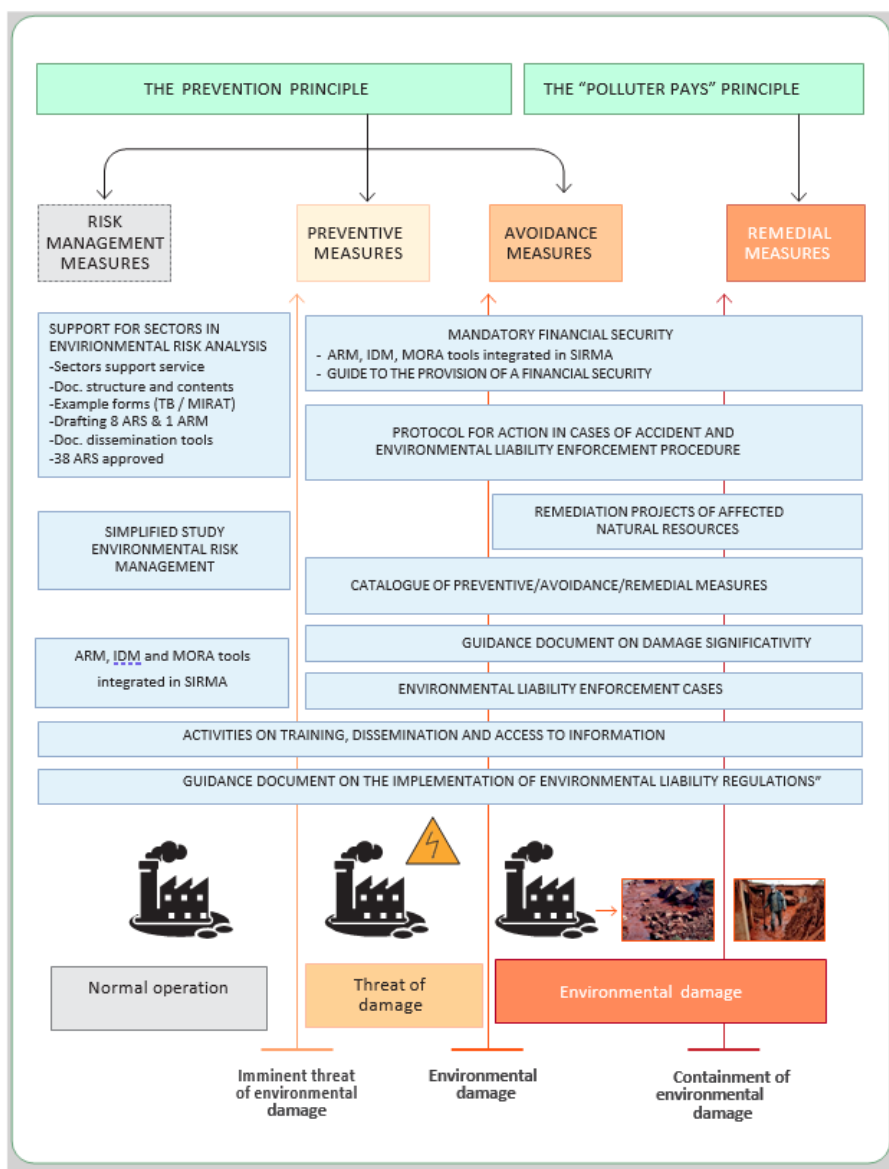 THE PREVENTION PRINCIPLE
THE “POLLUTER PAYS” PRINCIPLE
RISK
MANAGEMENT
MEASURES
PREVENTIVE
MEASURES
AVOIDANCE
MEASURES
REMEDIAL
MEASURES
SUPPORT FOR SECTORS IN
ENVIRIONMENTAL RISK ANALYSIS
-Sectors support service
-Doc. structure and contents
-Example forms (TB / MIRAT)
-Drafting 8 ARS & 1 ARM
-Doc. dissemination tools
-38 ARS approved
MANDATORY FINANCIAL SECURITY
- ARM, IDM, MORA tools integrated in SIRMA
- GUIDE TO THE PROVISION OF A FINANCIAL SECURITY
PROTOCOL FOR ACTION IN CASES OF ACCIDENT AND
ENVIRONMENTAL LIABILITY ENFORCEMENT PROCEDURE
REMEDIATION PROJECTS OF AFFECTED
NATURAL RESOURCES
SIMPLIFIED STUDY
ENVIRONMENTAL RISK
MANAGEMENT
CATALOGUE OF PREVENTIVE/AVOIDANCE/REMEDIAL MEASURES
GUIDANCE DOCUMENT ON DAMAGE SIGNIFICATIVITY
ARM, IDM and MORA tools
integrated in SIRMA
ENVIRONMENTAL LIABILITY ENFORCEMENT CASES
ACTIVITIES ON TRAINING, DISSEMINATION AND ACCESS TO INFORMATION
GUIDANCE DOCUMENT ON THE IMPLEMENTATION OF ENVIRONMENTAL LIABILITY REGULATIONS”
Normal operation
Threat of
damage
Environmental damage
Imminent threat
of environmental
damage
Environmental
damage
Containment of
environmental
damage